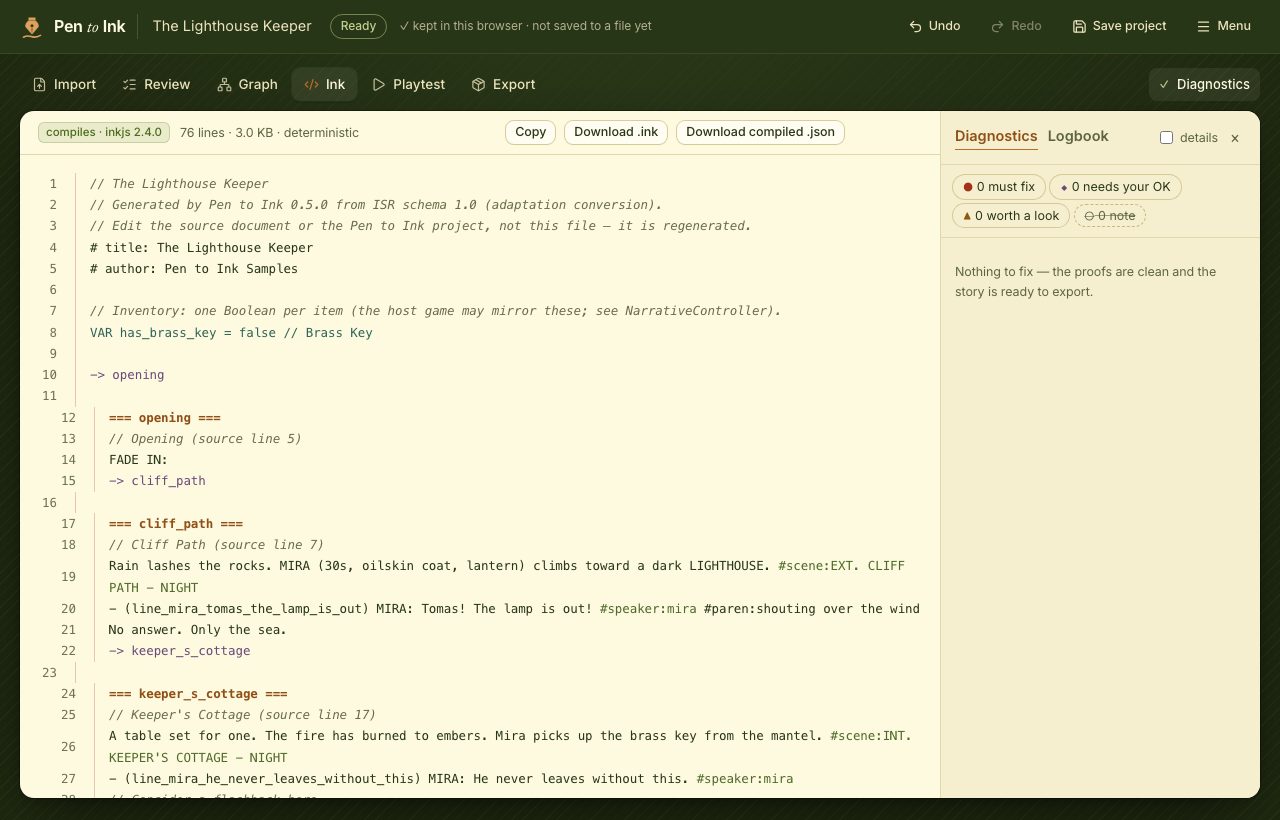 Pen to Ink
The Lighthouse Keeper
Ready
✓ kept in this browser · not saved to a file yet
Undo
Redo
Save project
Menu
Import
Review
Graph
Ink
Playtest
Export
✓ Diagnostics
compiles · inkjs 2.4.0
76 lines · 3.0 KB · deterministic
Copy
Download .ink
Download compiled .json
1 // The Lighthouse Keeper
2 // Generated by Pen to Ink 0.5.0 from ISR schema 1.0 (adaptation conversion).
3 // Edit the source document or the Pen to Ink project, not this file — it is regenerated.
4 # title: The Lighthouse Keeper
5 # author: Pen to Ink Samples
6
7 // Inventory: one Boolean per item (the host game may mirror these; see NarrativeController).
8 VAR has_brass_key = false // Brass Key
9
10 -> opening
11
12 === opening ===
13 // Opening (source line 5)
14 FADE IN:
15 -> cliff_path
16
17 === cliff_path ===
18 // Cliff Path (source line 7)
19 Rain lashes the rocks. MIRA (30s, oilskin coat, lantern) climbs toward a dark LIGHTHOUSE. #scene:EXT. CLIFF
PATH - NIGHT
20 - (line_mira_tomas_the_lamp_is_out) MIRA: Tomas! The lamp is out! #speaker:mira #paren:shouting over the wind
21 No answer. Only the sea.
22 -> keeper_s_cottage
23
24 === keeper_s_cottage ===
25 // Keeper's Cottage (source line 17)
26 A table set for one. The fire has burned to embers. Mira picks up the brass key from the mantel. #scene:INT.
KEEPER'S COTTAGE - NIGHT
27 - (line_mira_he_never_leaves_without_this) MIRA: He never leaves without this. #speaker:mira
28 // Consider a flashback here
Diagnostics
Logbook
details
×
0 must fix
0 needs your OK
0 worth a look
0 note
Nothing to fix — the proofs are clean and the
story is ready to export.